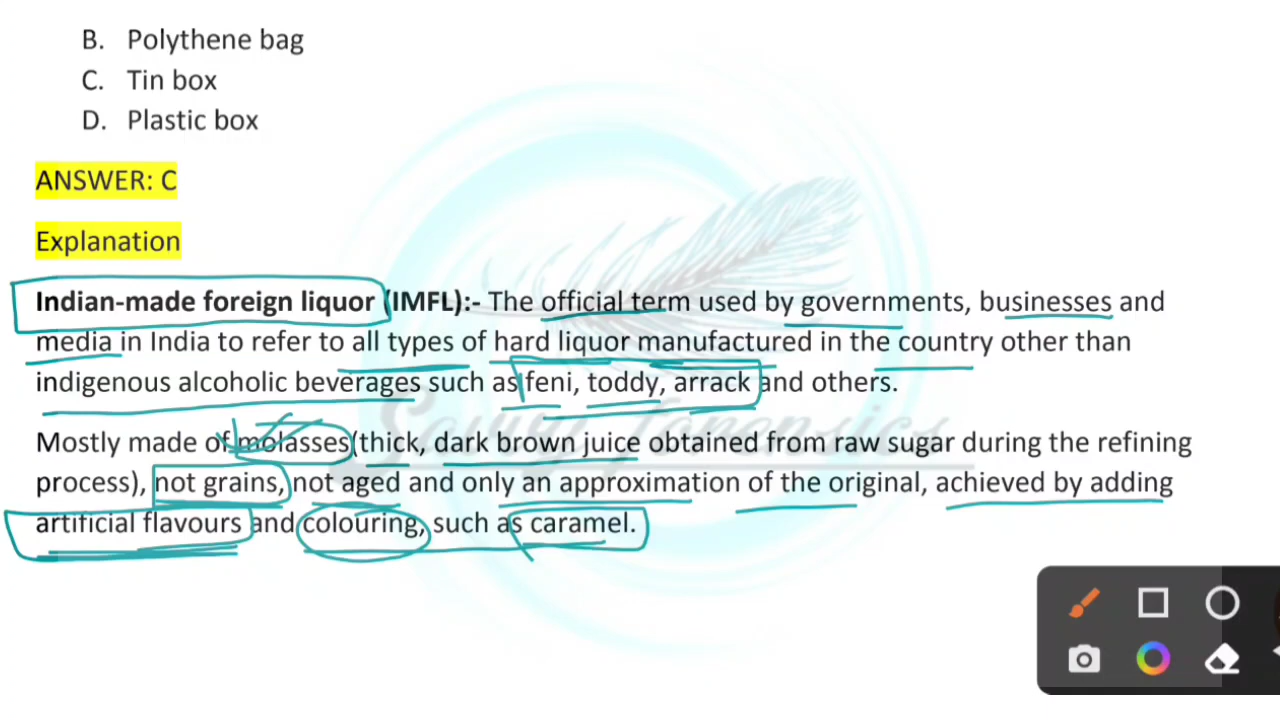 B. Polythene bag
C. Tin box
D. Plastic box
ANSWER: C
Explanation
Indian-made foreign liquor (IMFL):- The official term used by governments, businesses and
media in India to refer to all types of hard liquor manufactured in the country other than
indigenous alcoholic beverages such as feni, toddy, arrack and others.
Savvy Forensics
Mostly made of molasses(thick, dark brown juice obtained from raw sugar during the refining
process), not grains, not aged and only an approximation of the original, achieved by adding
artificial flavours and colouring, such as caramel.